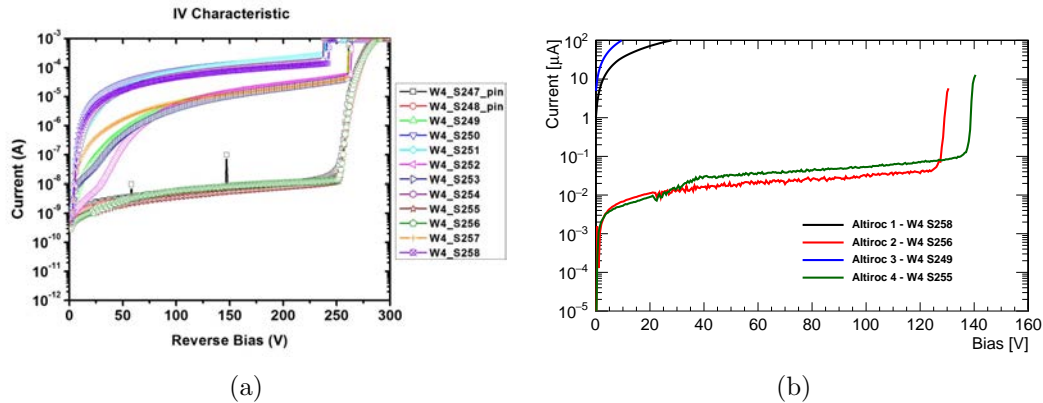 IV Characteristic
Current (A)
10⁻³
10⁻⁴
10⁻⁵
10⁻⁶
10⁻⁷
10⁻⁸
10⁻⁹
10⁻¹⁰
10⁻¹¹
10⁻¹²
0 50 100 150 200 250 300
Reverse Bias (V)
W4_S247_pin
W4_S248_pin
W4_S249
W4_S250
W4_S251
W4_S252
W4_S253
W4_S254
W4_S255
W4_S256
W4_S257
W4_S258
(a)
Current [μA]
10²
10
1
10⁻¹
10⁻²
10⁻³
10⁻⁴
10⁻⁵
Altiroc 1 - W4 S258
Altiroc 2 - W4 S256
Altiroc 3 - W4 S249
Altiroc 4 - W4 S255
0 20 40 60 80 100 120 140 160
Bias [V]
(b)